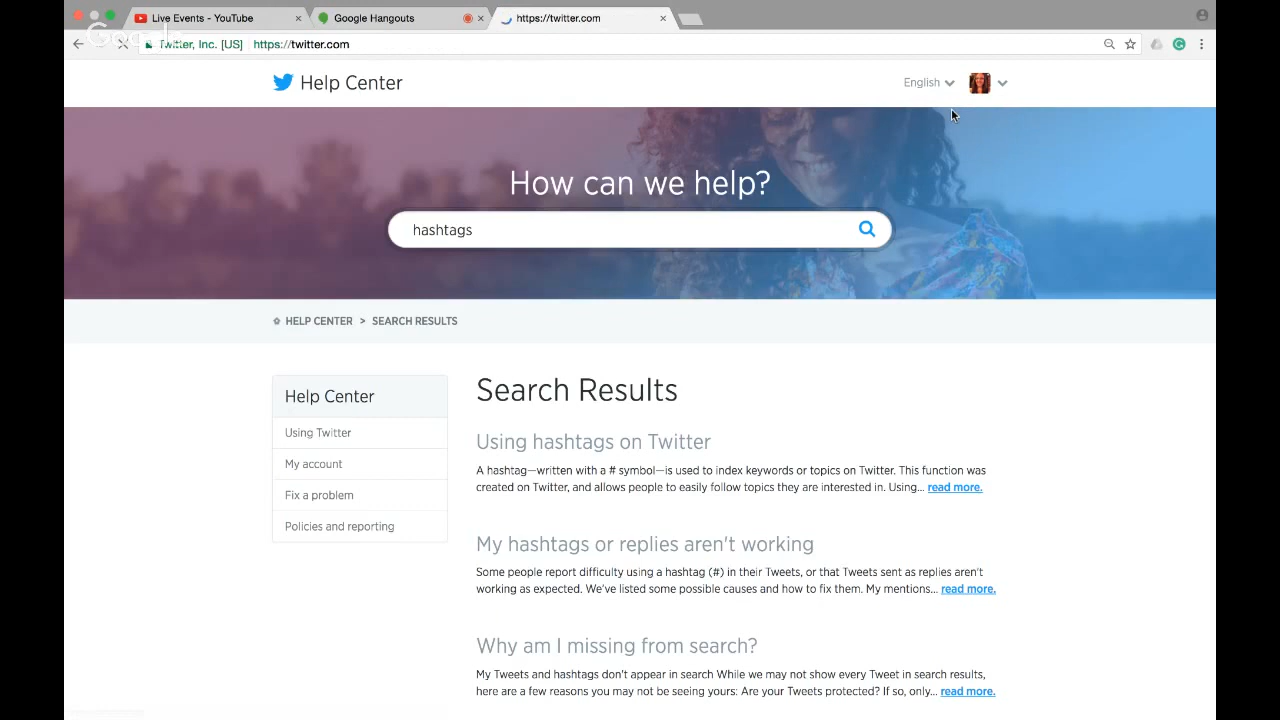 Live Events - YouTube
Google Hangouts
https://twitter.com
Twitter, Inc. [US]
https://twitter.com
Help Center
English
How can we help?
hashtags
HELP CENTER > SEARCH RESULTS
Help Center
Using Twitter
My account
Fix a problem
Policies and reporting
Search Results
Using hashtags on Twitter
A hashtag—written with a # symbol—is used to index keywords or topics on Twitter. This function was
created on Twitter, and allows people to easily follow topics they are interested in. Using... read more.
My hashtags or replies aren't working
Some people report difficulty using a hashtag (#) in their Tweets, or that Tweets sent as replies aren't
working as expected. We've listed some possible causes and how to fix them. My mentions... read more.
Why am I missing from search?
My Tweets and hashtags don't appear in search While we may not show every Tweet in search results,
here are a few reasons you may not be seeing yours: Are your Tweets protected? If so, only... read more.